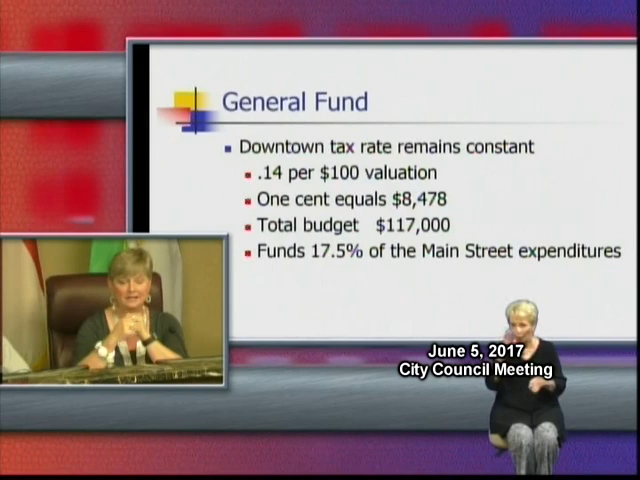 General Fund
Downtown tax rate remains constant
.14 per $100 valuation
One cent equals $8,478
Total budget $117,000
Funds 17.5% of the Main Street expenditures
June 5, 2017
City Council Meeting